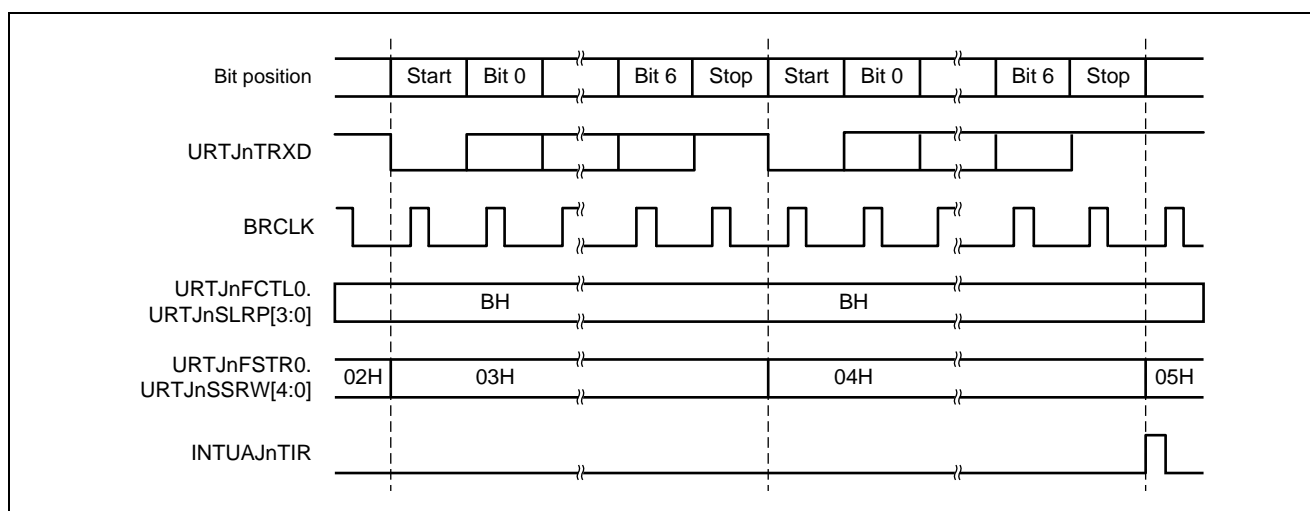 Bit position Start Bit 0 Bit 6 Stop Start Bit 0 Bit 6 Stop
URTJnTRXD
BRCLK
URTJnFCTL0.
URTJnSLRP[3:0]
BH BH
URTJnFSTR0.
URTJnSSRW[4:0]
02H 03H 04H 05H
INTUAJnTIR